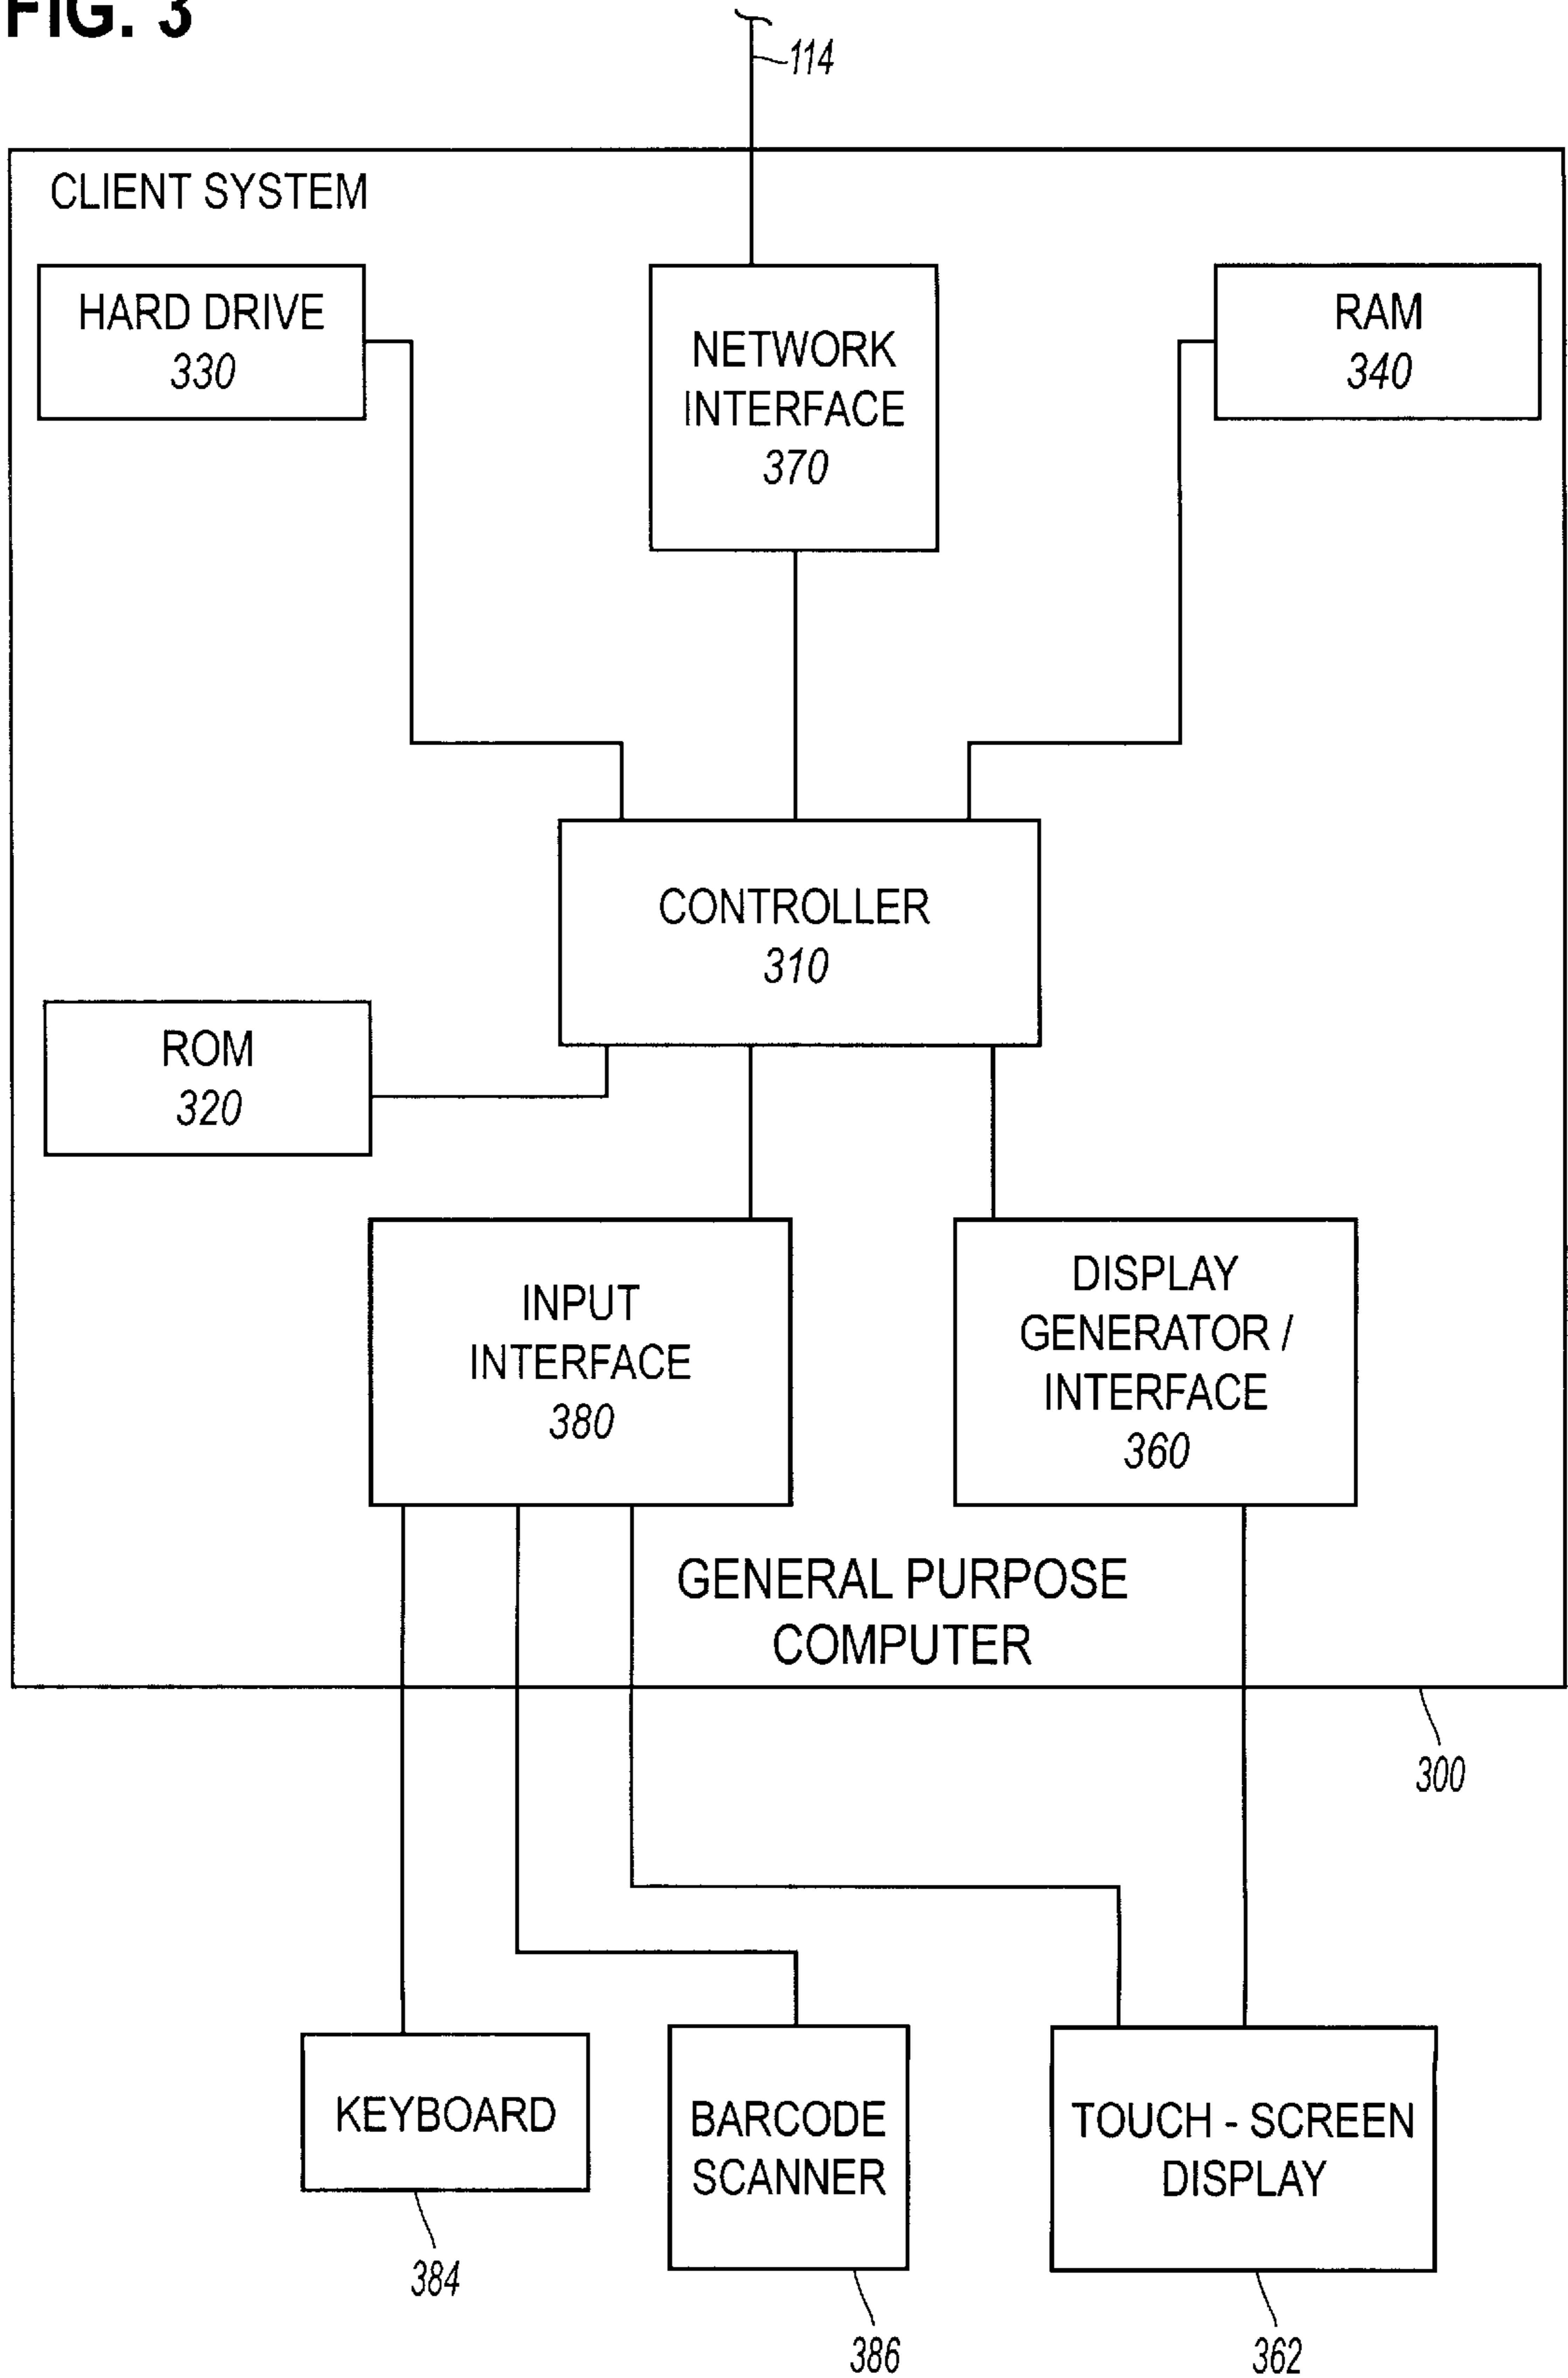 FIG. 3
114
CLIENT SYSTEM
HARD DRIVE
330
NETWORK
INTERFACE
370
RAM
340
CONTROLLER
310
ROM
320
INPUT
INTERFACE
380
DISPLAY
GENERATOR /
INTERFACE
360
GENERAL PURPOSE
COMPUTER
300
KEYBOARD
384
BARCODE
SCANNER
386
TOUCH - SCREEN
DISPLAY
362